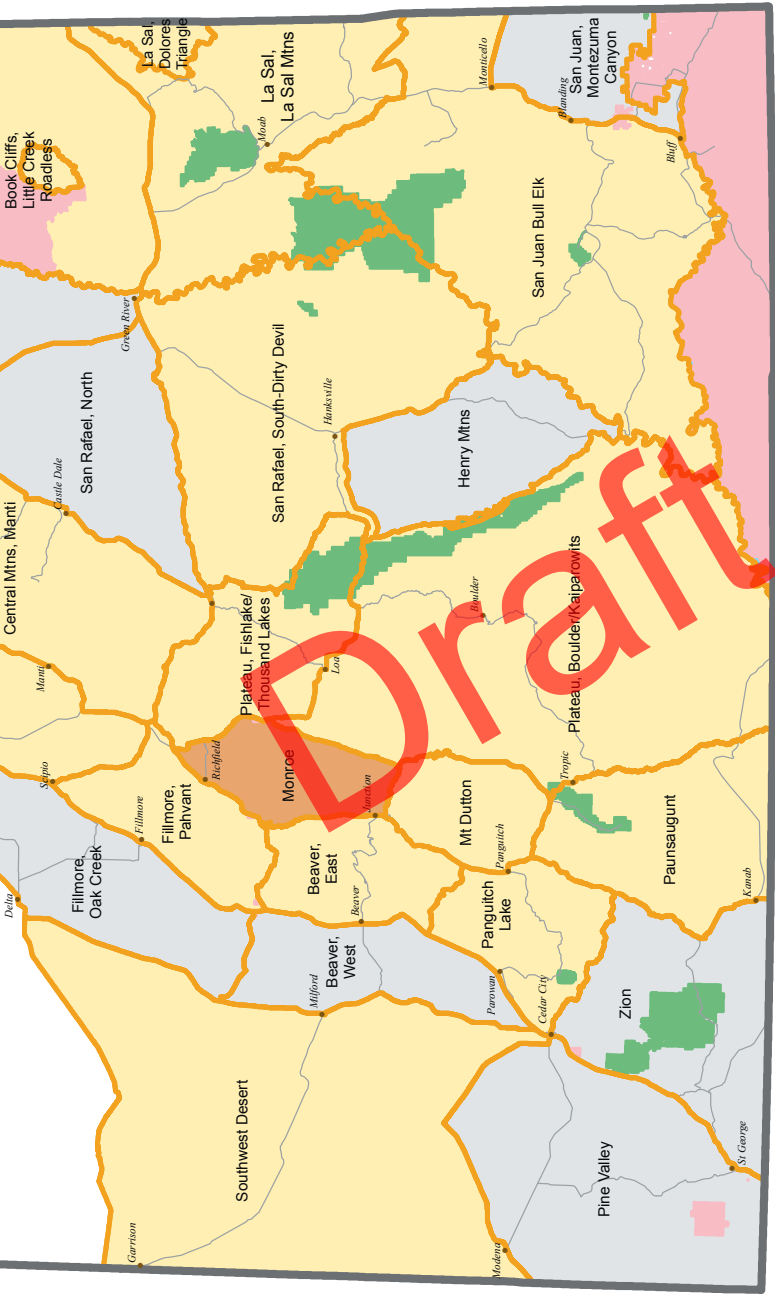 Book Cliffs,
Little Creek
Roadless
La Sal,
Dolores
Triangle
La Sal,
La Sal Mtns
Moab
Monticello
San Juan,
Montezuma
Canyon
Blanding
Bluff
San Juan Bull Elk
Green River
San Rafael, North
San Rafael, South-Dirty Devil
Hanksville
Henry Mtns
Castle Dale
Central Mtns, Manti
Manti
Plateau, Fishlake/
Thousand Lakes
Loa
Boulder
Plateau, Boulder/Kaiparowits
Draft
Richfield
Monroe
Junction
Scipio
Fillmore
Fillmore,
Pahvant
Fillmore,
Oak Creek
Delta
Beaver,
East
Beaver
Mt Dutton
Tropic
Panguitch
Paunsaugunt
Kanab
Panguitch
Lake
Beaver,
West
Milford
Parowan
Cedar City
Zion
Southwest Desert
Garrison
Modena
Pine Valley
St George